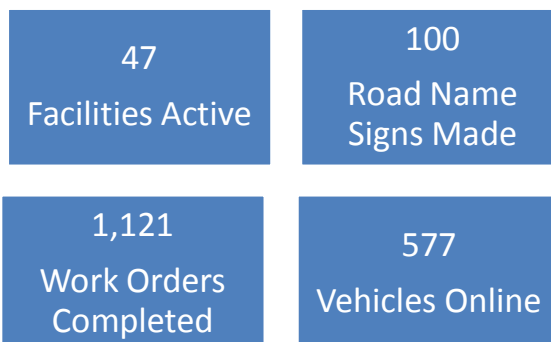 47
Facilities Active
100
Road Name
Signs Made
1,121
Work Orders
Completed
577
Vehicles Online